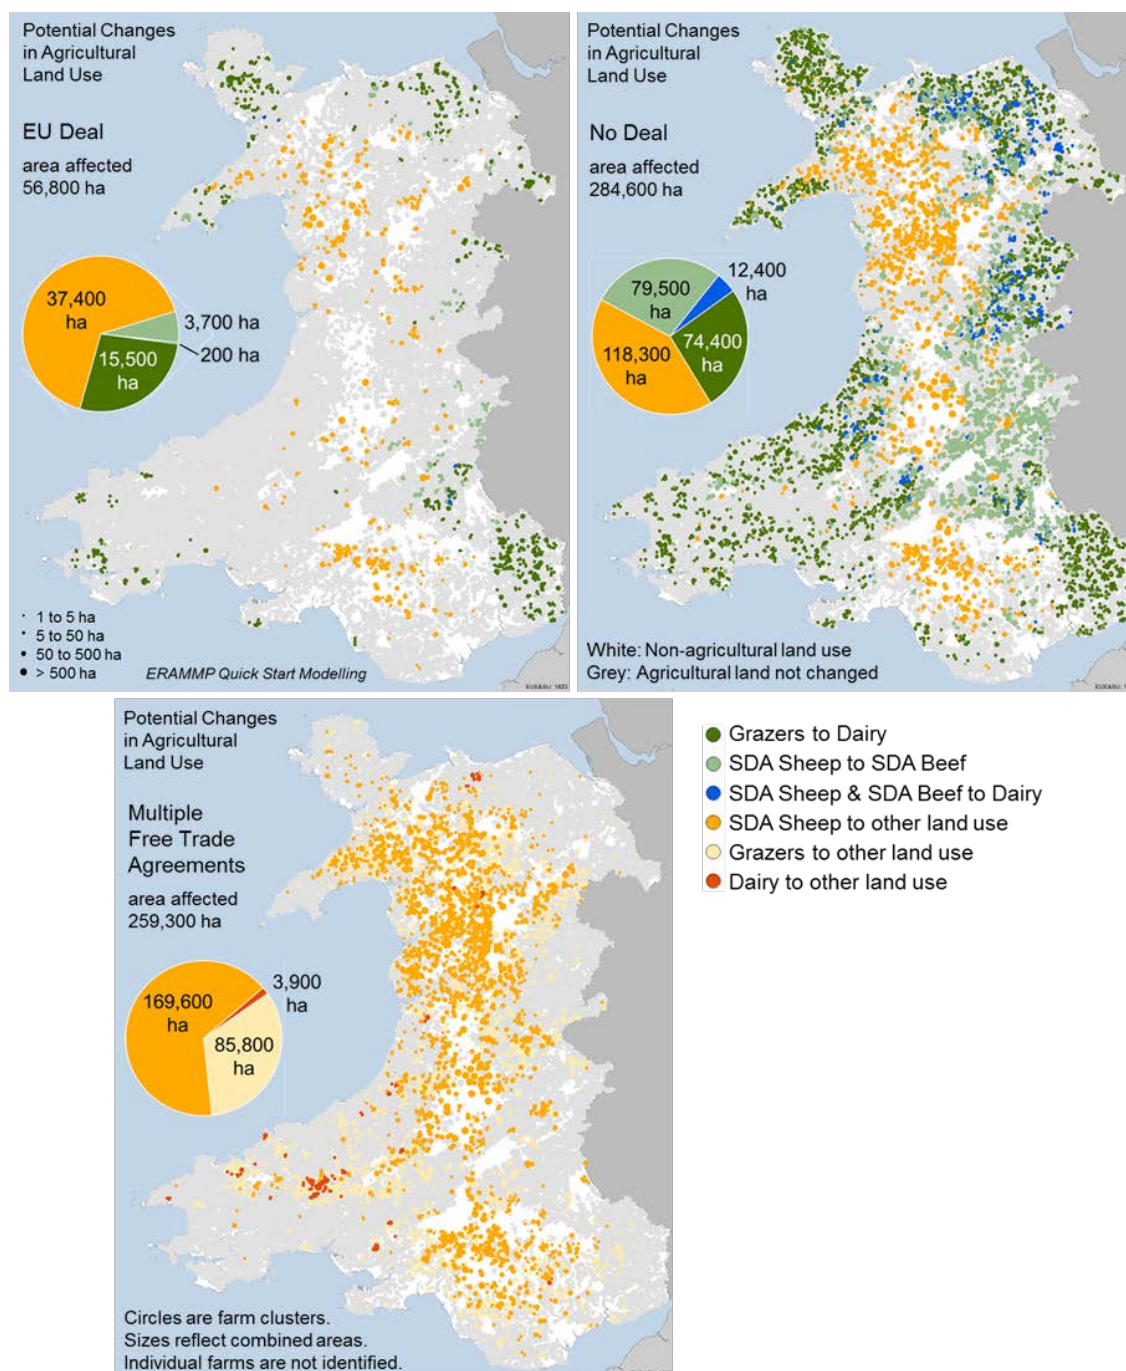 Potential Changes
in Agricultural
Land Use
EU Deal
area affected
56,800 ha
37,400
ha
3,700 ha
200 ha
15,500
ha
1 to 5 ha
5 to 50 ha
50 to 500 ha
> 500 ha
ERAMMP Quick Start Modelling
Potential Changes
in Agricultural
Land Use
No Deal
area affected
284,600 ha
12,400
ha
79,500
ha
74,400
ha
118,300
ha
White: Non-agricultural land use
Grey: Agricultural land not changed
Potential Changes
in Agricultural
Land Use
Multiple
Free Trade
Agreements
area affected
259,300 ha
3,900
ha
169,600
ha
85,800
ha
Circles are farm clusters.
Sizes reflect combined areas.
Individual farms are not identified.
Grazers to Dairy
SDA Sheep to SDA Beef
SDA Sheep & SDA Beef to Dairy
SDA Sheep to other land use
Grazers to other land use
Dairy to other land use